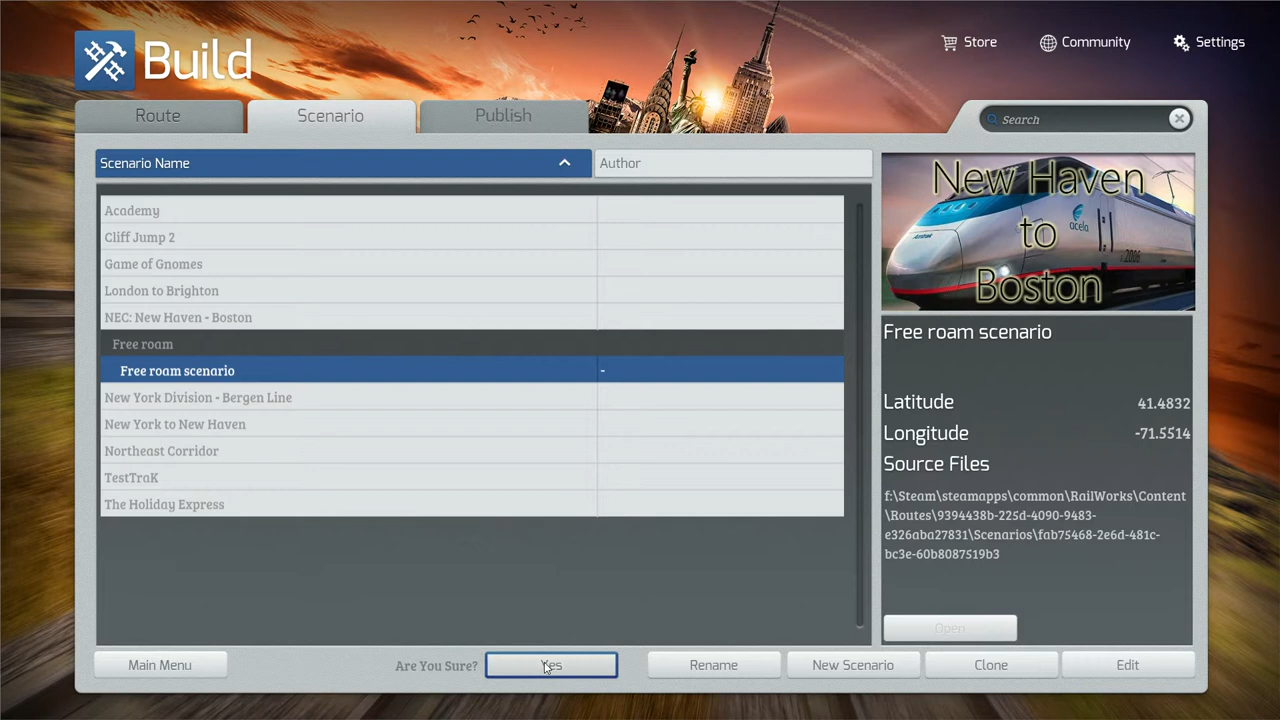 Build
Store
Community
Settings
Route
Scenario
Publish
Search
Scenario Name
Author
Academy
Cliff Jump 2
Game of Gnomes
London to Brighton
NEC: New Haven - Boston
Free roam
Free roam scenario
-
New York Division - Bergen Line
New York to New Haven
Northeast Corridor
TestTraK
The Holiday Express
New Haven
to
Boston
acela
Amtrak
2006
Free roam scenario
Latitude 41.4832
Longitude -71.5514
Source Files
f:\Steam\steamapps\common\RailWorks\Content
\Routes\9394438b-225d-4090-9483-
e326aba27831\Scenarios\fab75468-2e6d-481c-
bc3e-60b8087519b3
Open
Main Menu
Are You Sure?
Yes
Rename
New Scenario
Clone
Edit